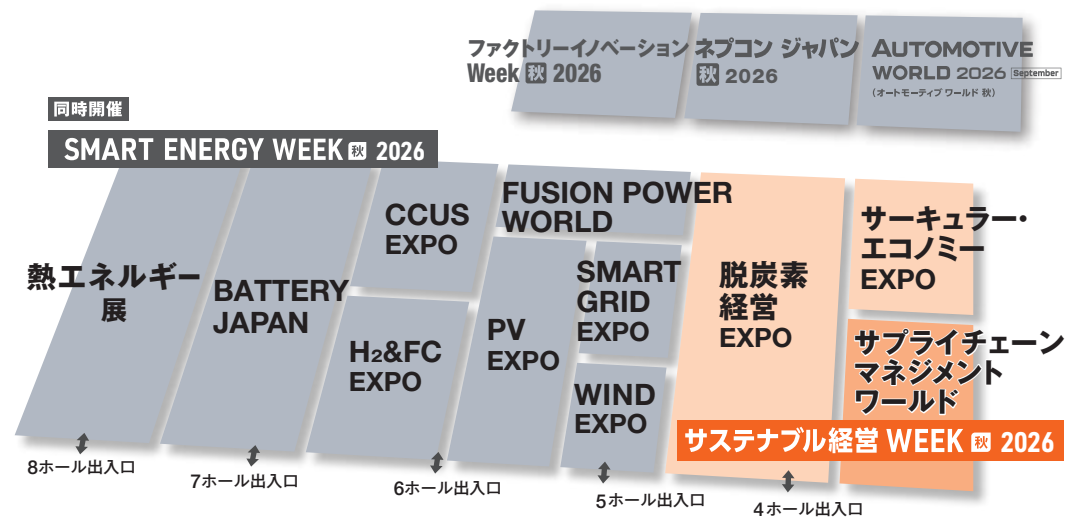 ファクトリーイノベーション
Week 秋 2026
ネプコン ジャパン
秋 2026
AUTOMOTIVE
WORLD 2026 September
(オートモーティブ ワールド 秋)
同時開催
SMART ENERGY WEEK 秋 2026
熱エネルギー
展
BATTERY
JAPAN
CCUS
EXPO
H2&FC
EXPO
FUSION POWER
WORLD
PV
EXPO
SMART
GRID
EXPO
WIND
EXPO
脱炭素
経営
EXPO
サーキュラー・
エコノミー
EXPO
サプライチェーン
マネジメント
ワールド
サステナブル経営 WEEK 秋 2026
8ホール出入口
7ホール出入口
6ホール出入口
5ホール出入口
4ホール出入口